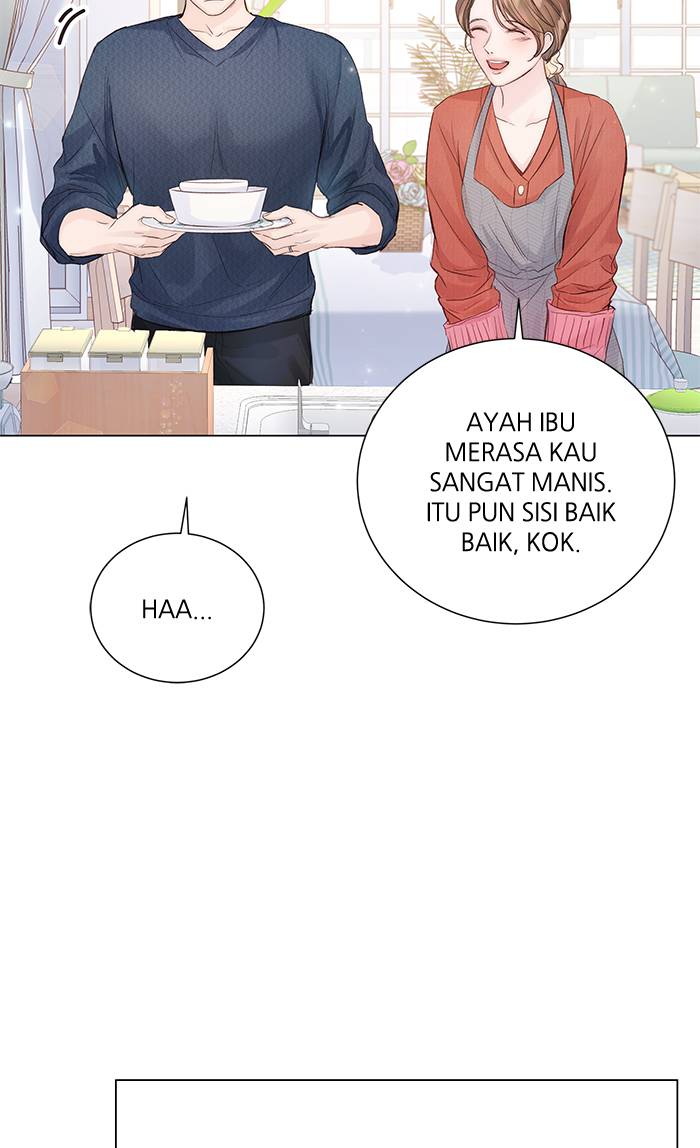 AYAH IBU
MERASA KAU
SANGAT MANIS.
ITU PUN SISI BAIK
BAIK, KOK.
HAA...